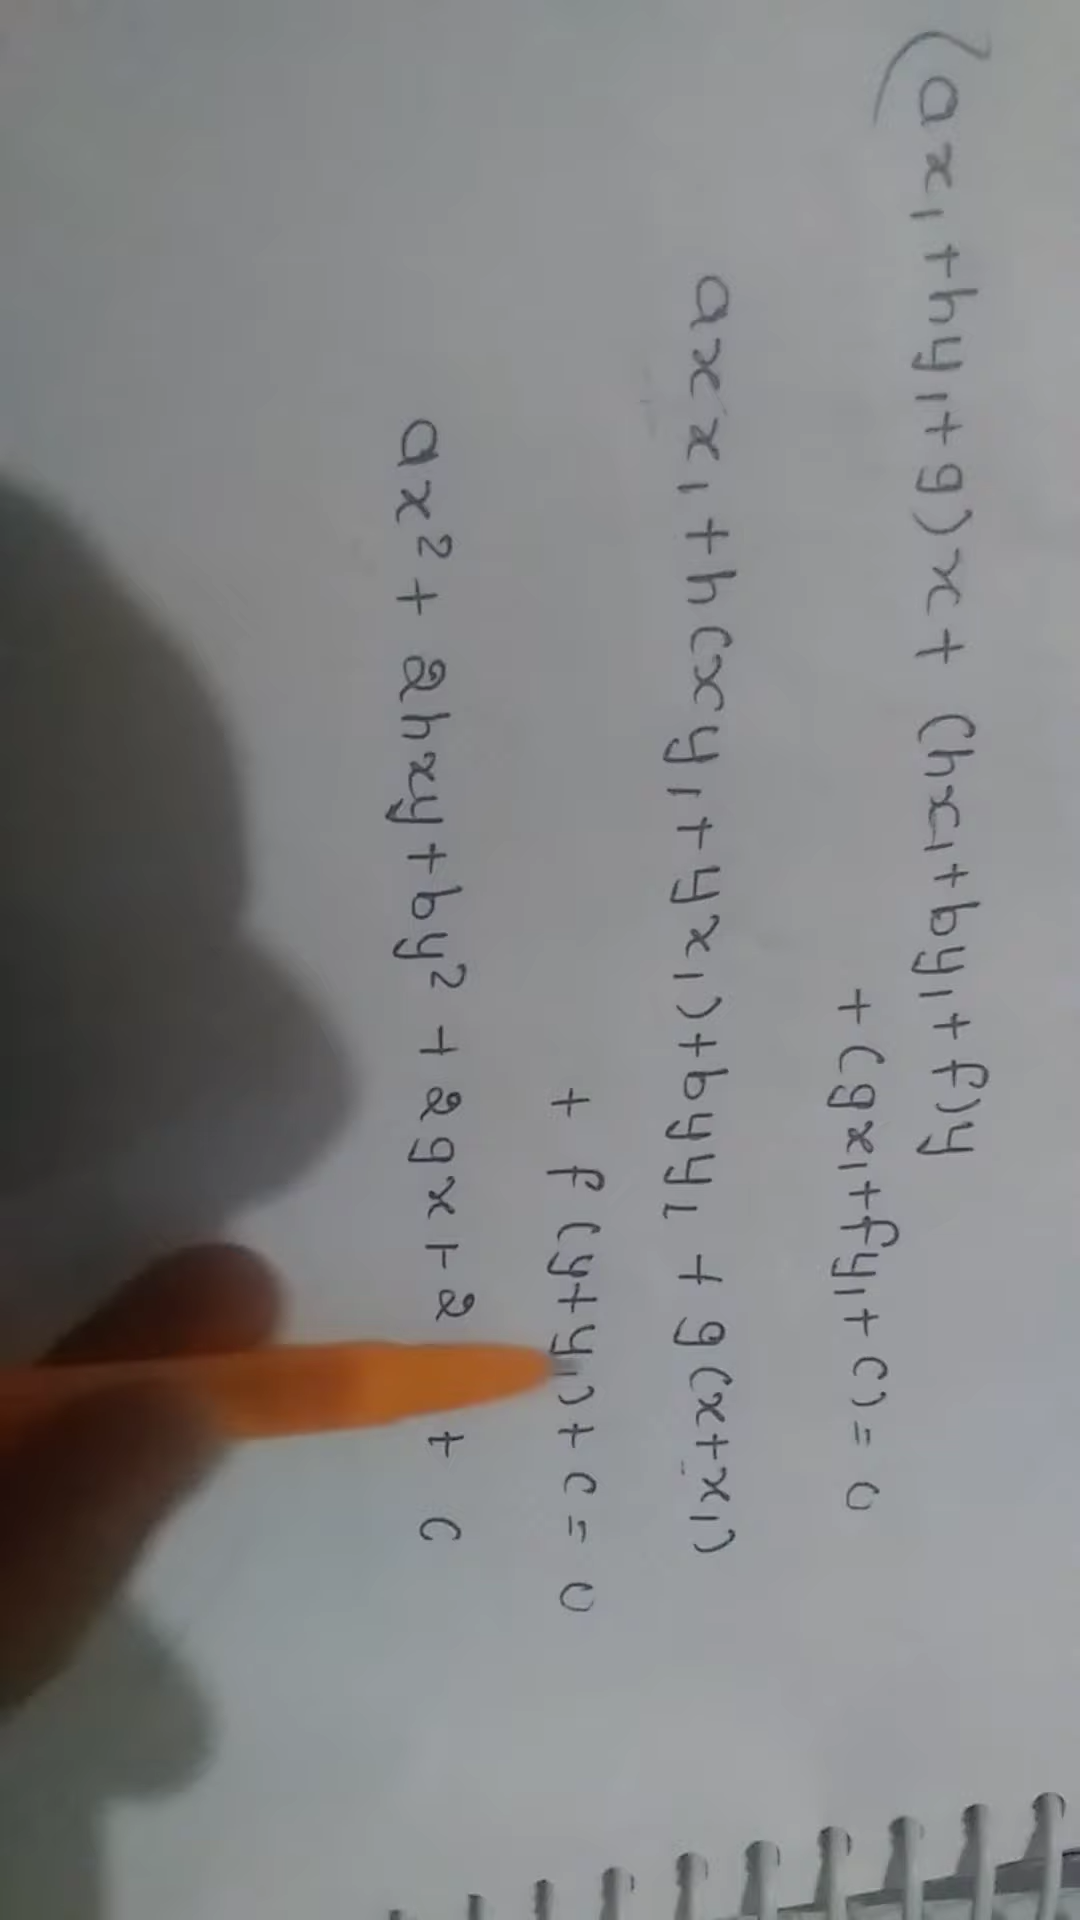 (ax₁+hy₁+g)x+ (hx₁+by₁+f)y
+(gx₁+fy₁+c)=0
axx₁+h(xy₁+yx₁)+byy₁ + g(x+x₁)
+ f(y+y₁)+c=0
ax²+2hxy+by²+2gx+2 + c